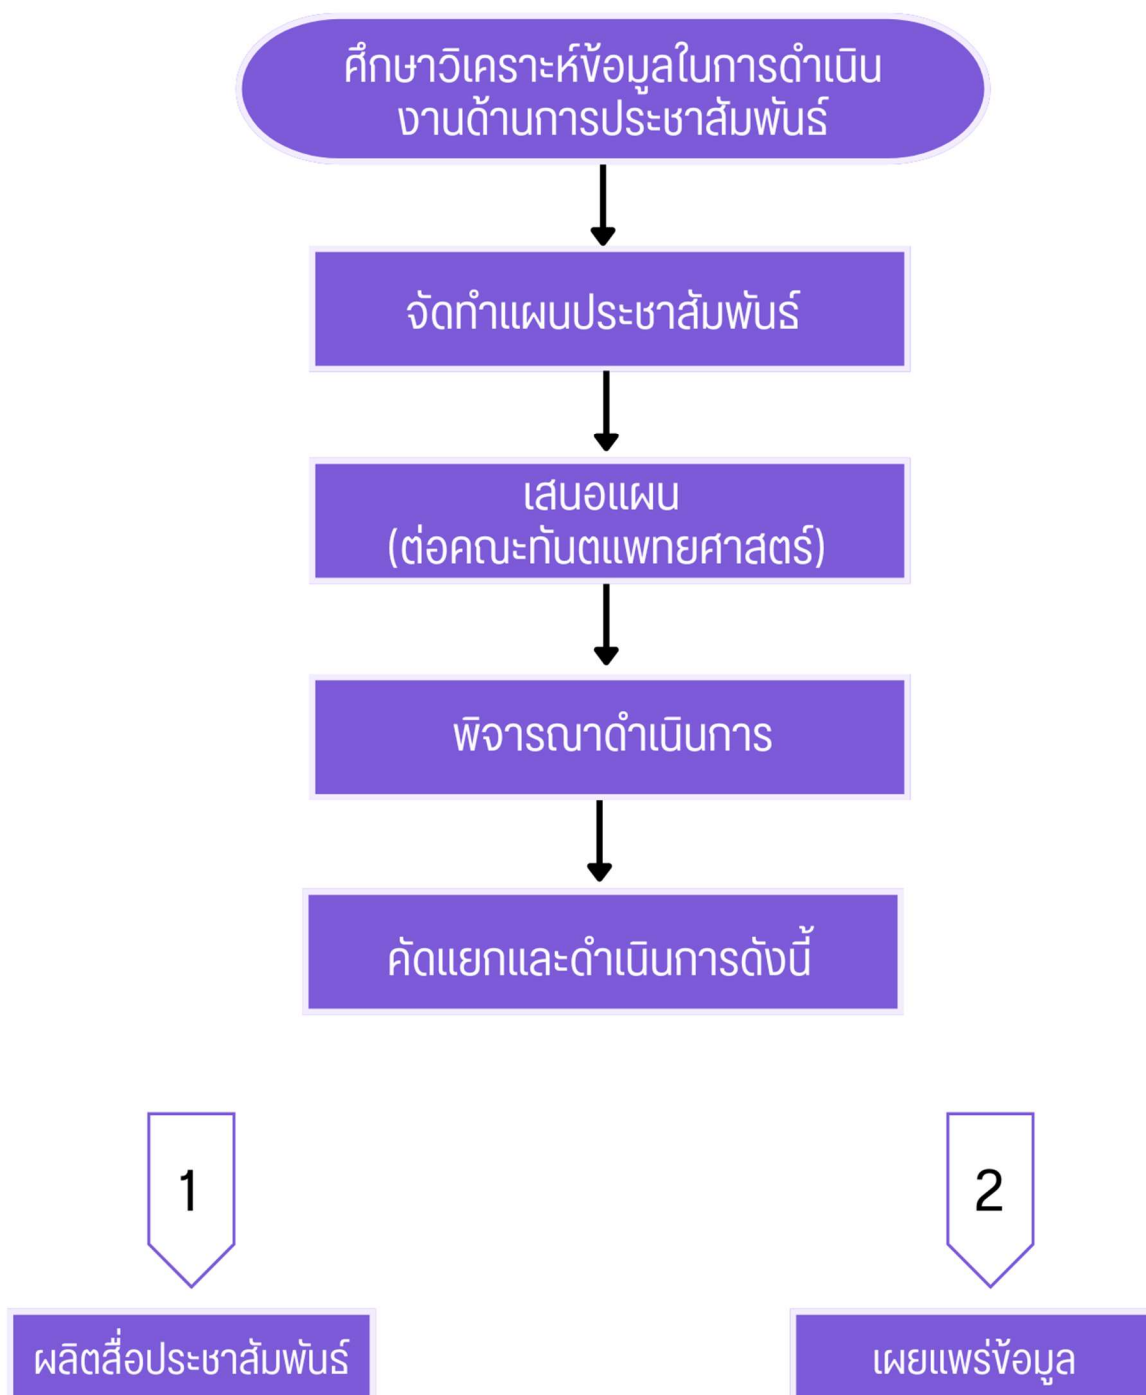 ศึกษาวิเคราะห์ข้อมูลในการดำเนิน
งานด้านการประชาสัมพันธ์
จัดทำแผนประชาสัมพันธ์
เสนอแผน
(ต่อคณะทันตแพทยศาสตร์)
พิจารณาดำเนินการ
คัดแยกและดำเนินการดังนี้
1
2
ผลิตสื่อประชาสัมพันธ์
เผยแพร่ข้อมูล